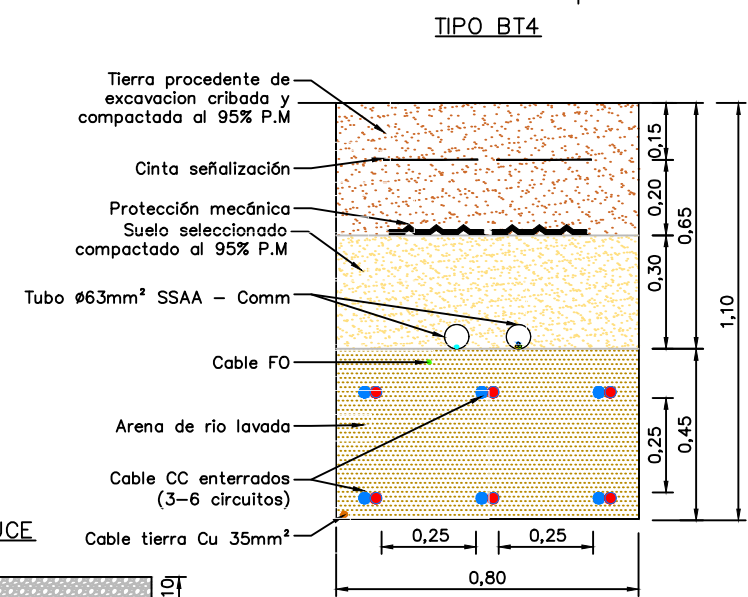 TIPO BT4
Tierra procedente de
excavacion cribada y
compactada al 95% P.M
Cinta señalización
Protección mecánica
Suelo seleccionado
compactado al 95% P.M
Tubo ø63mm² SSAA – Comm
Cable FO
Arena de rio lavada
Cable CC enterrados
(3–6 circuitos)
Cable tierra Cu 35mm²
0,15
0,20
0,65
0,30
1,10
0,25
0,45
0,25
0,25
0,80
UCE
10